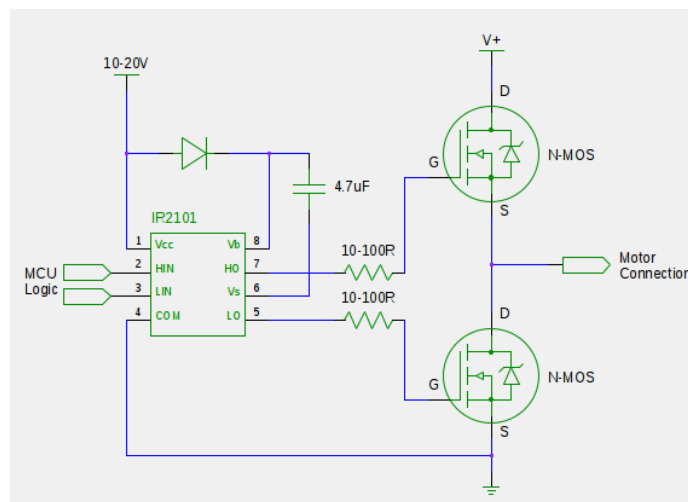 V+
10-20V
D
G
N-MOS
S
4.7uF
IR2101
1 Vcc Vb 8
2 HIN HO 7
3 LIN Vs 6
4 COM LO 5
MCU
Logic
10-100R
10-100R
Motor
Connection
D
G
N-MOS
S